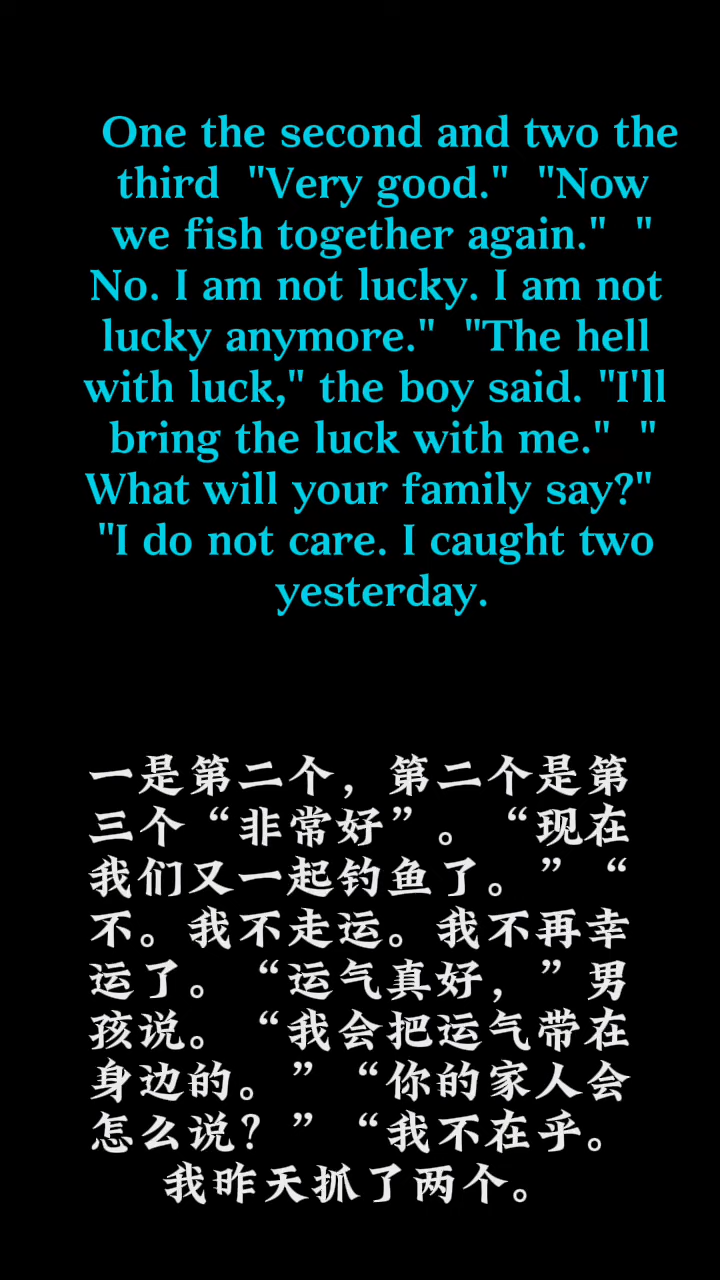 One the second and two the
third "Very good." "Now
we fish together again." "
No. I am not lucky. I am not
lucky anymore." "The hell
with luck," the boy said. "I'll
bring the luck with me." "
What will your family say?"
"I do not care. I caught two
yesterday.
一是第二个，第二个是第
三个“非常好”。“现在
我们又一起钓鱼了。”“
不。我不走运。我不再幸
运了。“运气真好，”男
孩说。“我会把运气带在
身边的。”“你的家人会
怎么说？”“我不在乎。
我昨天抓了两个。